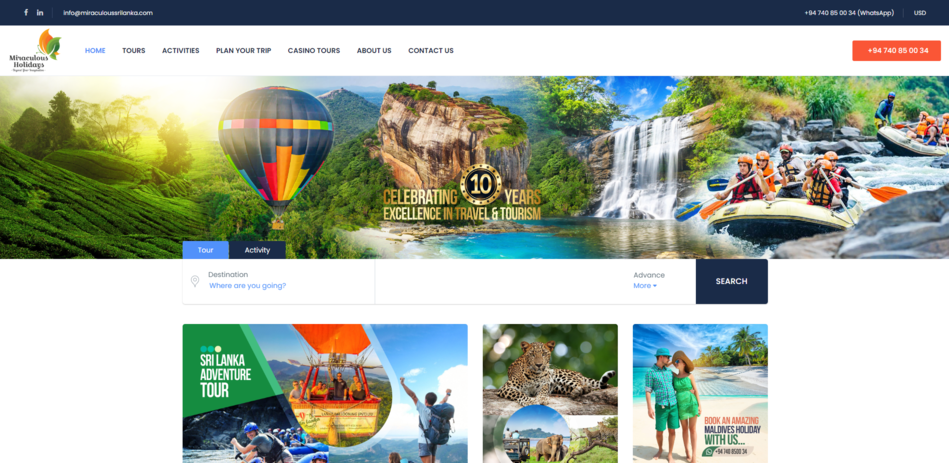 info@miraculoussrilanka.com
+94 740 85 00 34 (WhatsApp)
USD
Miraculous
Holidays
HOME
TOURS
ACTIVITIES
PLAN YOUR TRIP
CASINO TOURS
ABOUT US
CONTACT US
+94 740 85 00 34
CELEBRATING 10 YEARS
EXCELLENCE IN TRAVEL & TOURISM
Tour
Activity
Destination
Where are you going?
Advance
More
SEARCH
SRI LANKA
ADVENTURE
TOUR
BOOK AN AMAZING
MALDIVES HOLIDAY
WITH US...
+94 740 8500 34